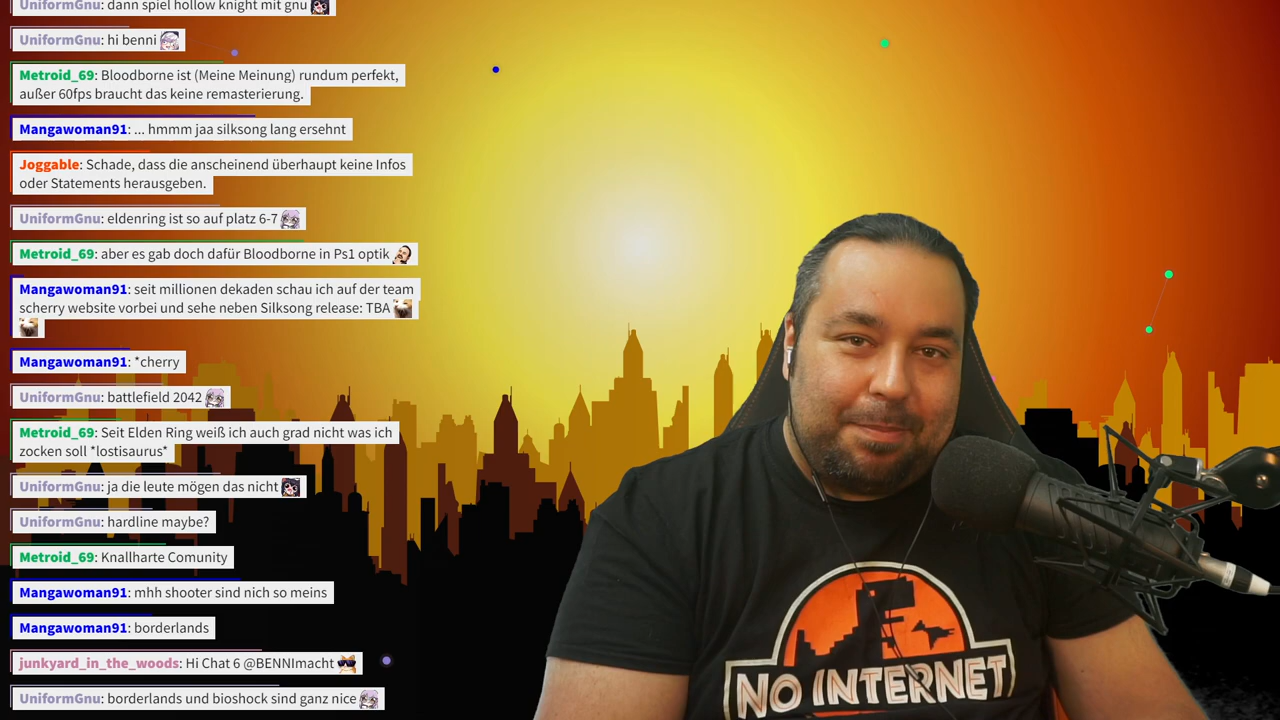 UniformGnu: dann spiel hollow knight mit gnu
UniformGnu: hi benni
Metroid_69: Bloodborne ist (Meine Meinung) rundum perfekt,
außer 60fps braucht das keine remasterierung.
Mangawoman91: ... hmmm jaa silksong lang ersehnt
Joggable: Schade, dass die anscheinend überhaupt keine Infos
oder Statements herausgeben.
UniformGnu: eldenring ist so auf platz 6-7
Metroid_69: aber es gab doch dafür Bloodborne in Ps1 optik
Mangawoman91: seit millionen dekaden schau ich auf der team
scherry website vorbei und sehe neben Silksong release: TBA
Mangawoman91: *cherry
UniformGnu: battlefield 2042
Metroid_69: Seit Elden Ring weiß ich auch grad nicht was ich
zocken soll *lostisaurus*
UniformGnu: ja die leute mögen das nicht
UniformGnu: hardline maybe?
Metroid_69: Knallharte Comunity
Mangawoman91: mhh shooter sind nich so meins
Mangawoman91: borderlands
junkyard_in_the_woods: Hi Chat 6 @BENNImacht
UniformGnu: borderlands und bioshock sind ganz nice
NO INTERNET